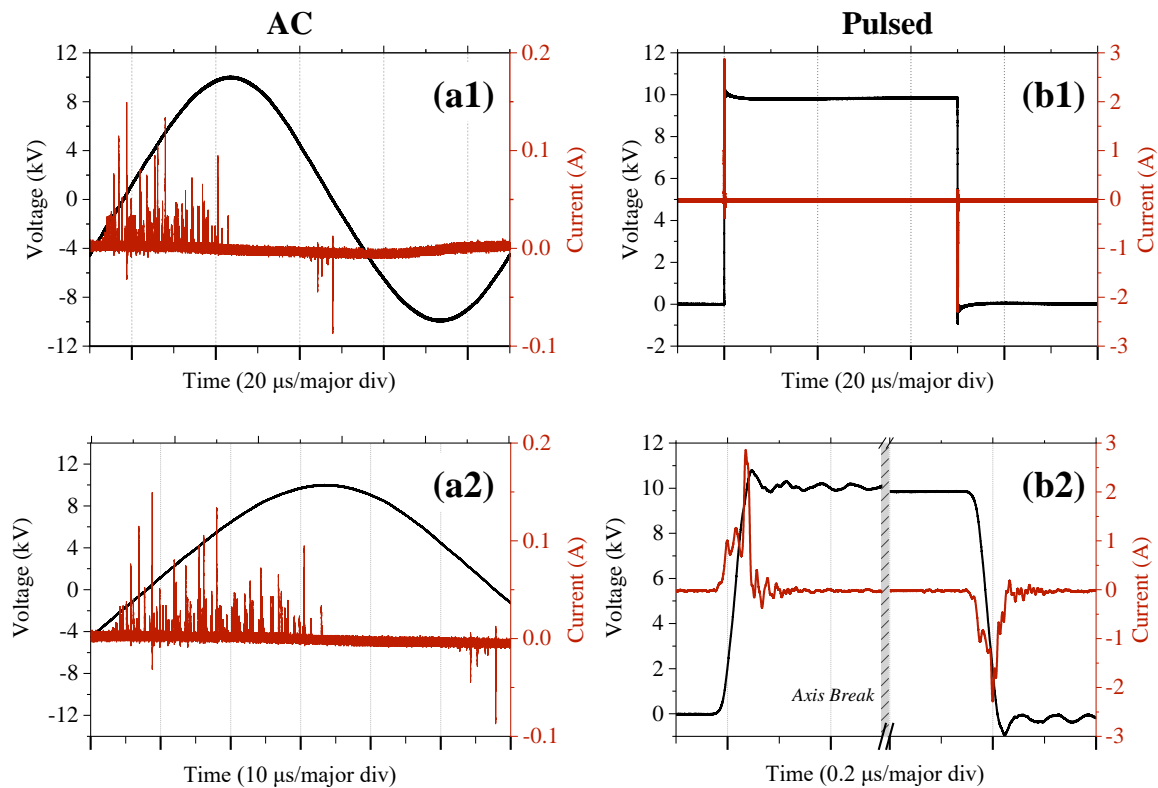 AC
Pulsed
12
8
4
0
-4
-8
-12
Voltage (kV)
0.2
0.1
0.0
-0.1
Current (A)
(a1)
Time (20 μs/major div)
12
10
8
6
4
2
0
-2
Voltage (kV)
3
2
1
0
-1
-2
-3
Current (A)
(b1)
Time (20 μs/major div)
12
8
4
0
-4
-8
-12
Voltage (kV)
0.2
0.1
0.0
-0.1
Current (A)
(a2)
Time (10 μs/major div)
12
10
8
6
4
2
0
Voltage (kV)
3
2
1
0
-1
-2
-3
Current (A)
(b2)
Axis Break
Time (0.2 μs/major div)